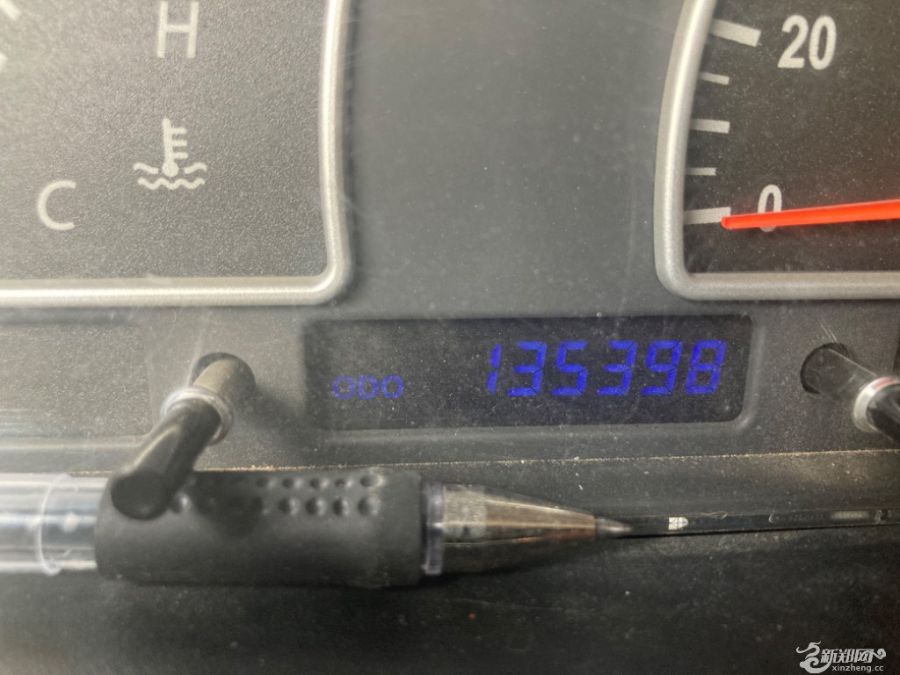 H
C
20
0
ODO 135398
新郑网
xinzheng.cc